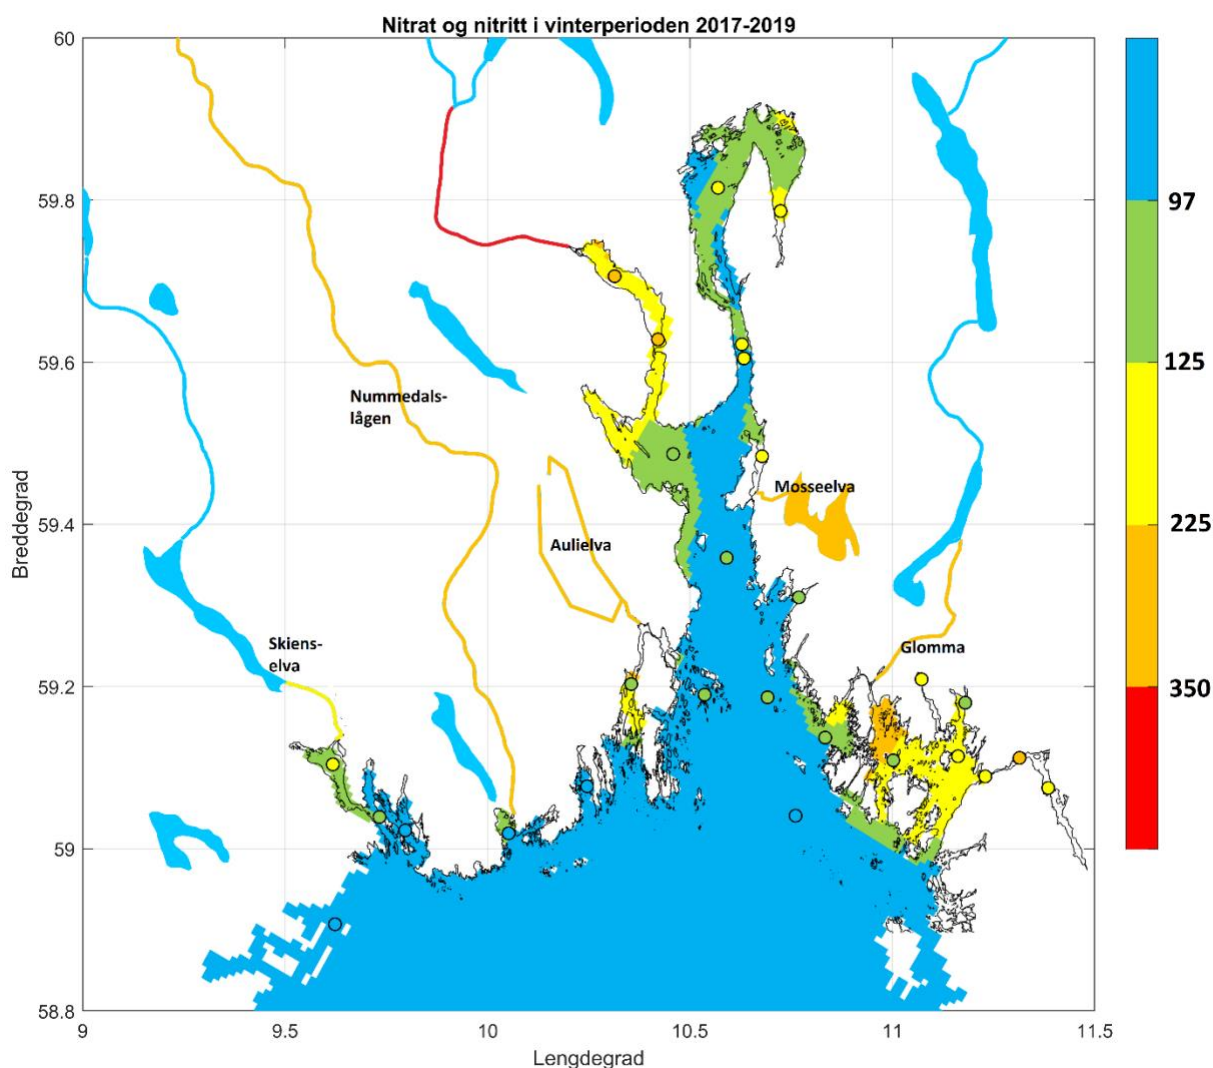 Nitrat og nitritt i vinterperioden 2017-2019
60
59.8
59.6
59.4
59.2
59
58.8
Breddegrad
Nummedals-
lågen
Mosseelva
Aulielva
Skiens-
elva
Glomma
9
9.5
10
10.5
11
11.5
Lengdegrad
97
125
225
350